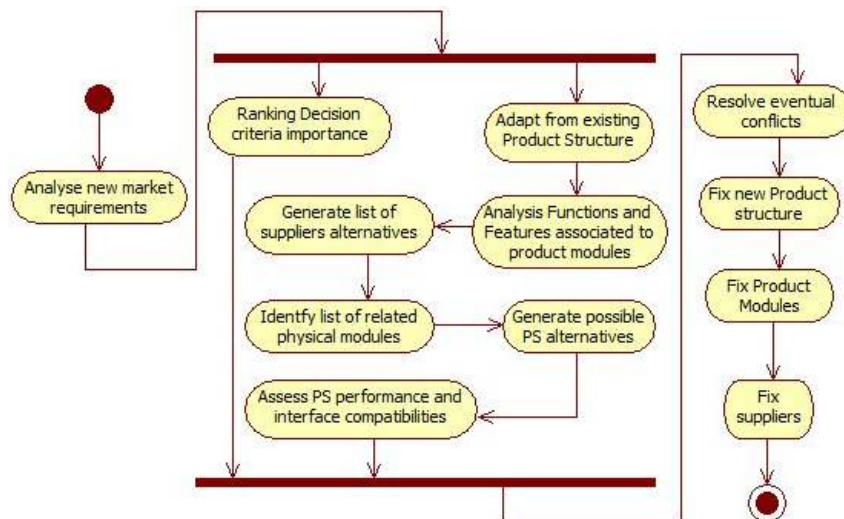 Analyse new market
requirements
Ranking Decision
criteria importance
Adapt from existing
Product Structure
Analysis Functions and
Features associated to
product modules
Generate list of
suppliers alternatives
Identfy list of related
physical modules
Generate possible
PS alternatives
Assess PS performance and
interface compatibilities
Resolve eventual
conflicts
Fix new Product
structure
Fix Product
Modules
Fix
suppliers